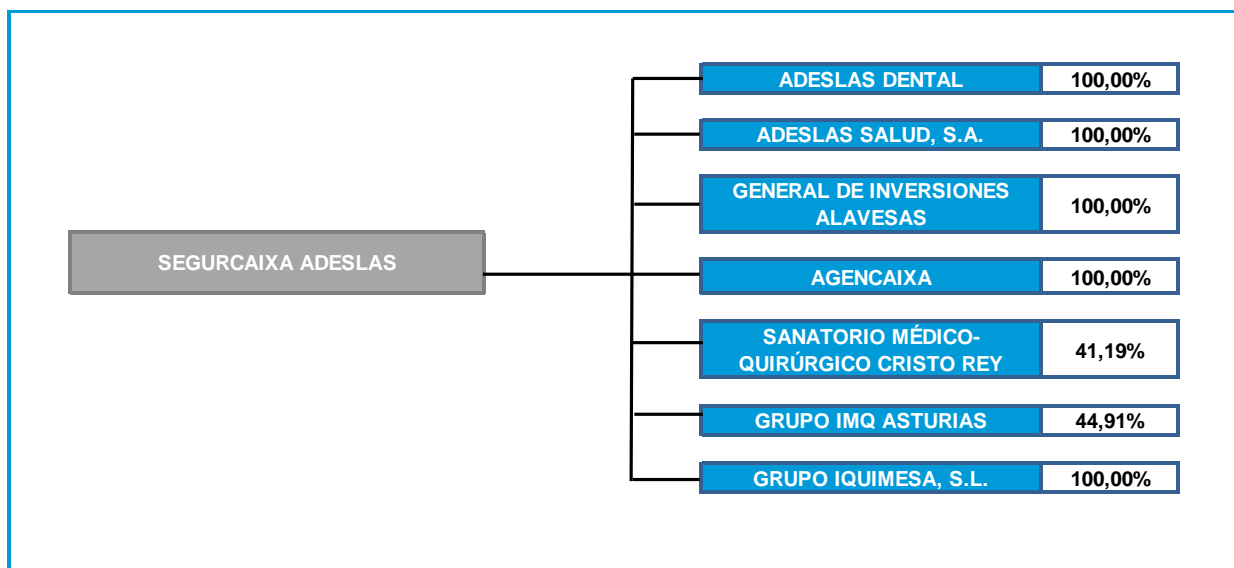 ADESLAS DENTAL 100,00%
ADESLAS SALUD, S.A. 100,00%
GENERAL DE INVERSIONES
ALAVESAS
100,00%
SEGURCAIXA ADESLAS
AGENCAIXA 100,00%
SANATORIO MÉDICO-
QUIRÚRGICO CRISTO REY
41,19%
GRUPO IMQ ASTURIAS 44,91%
GRUPO IQUIMESA, S.L. 100,00%